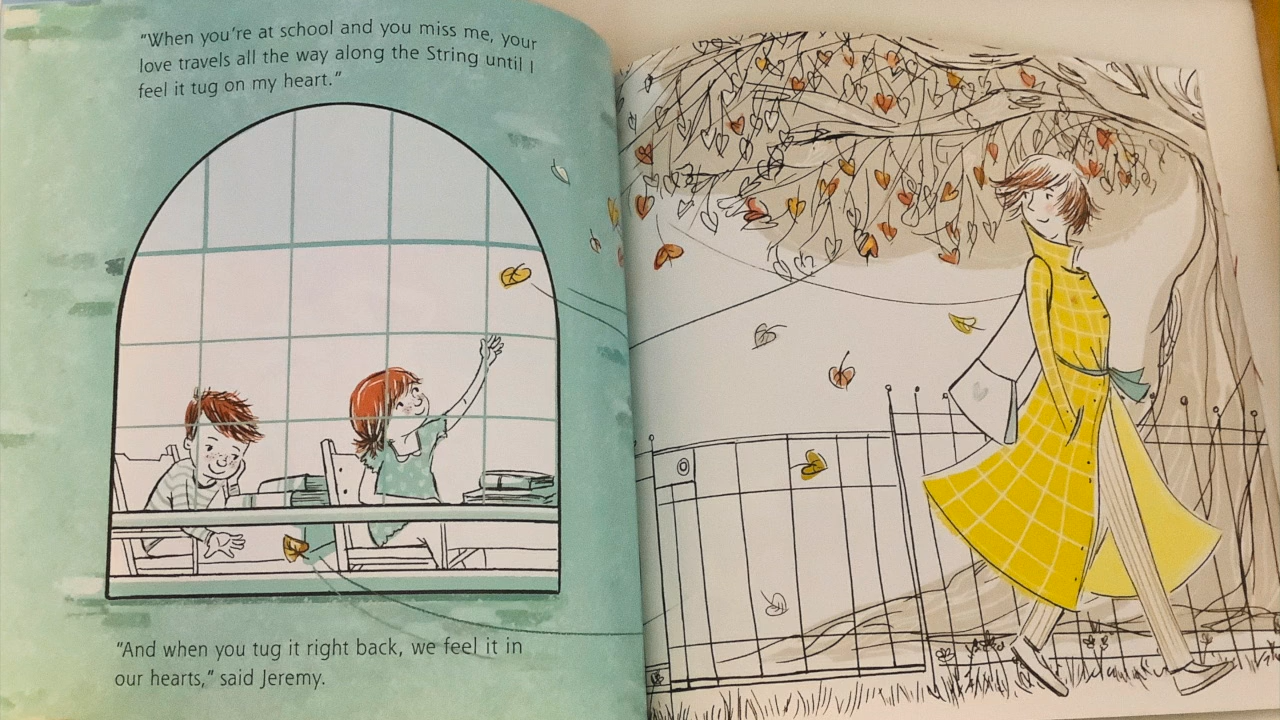 “When you’re at school and you miss me, your
love travels all the way along the String until I
feel it tug on my heart.”
“And when you tug it right back, we feel it in
our hearts,” said Jeremy.